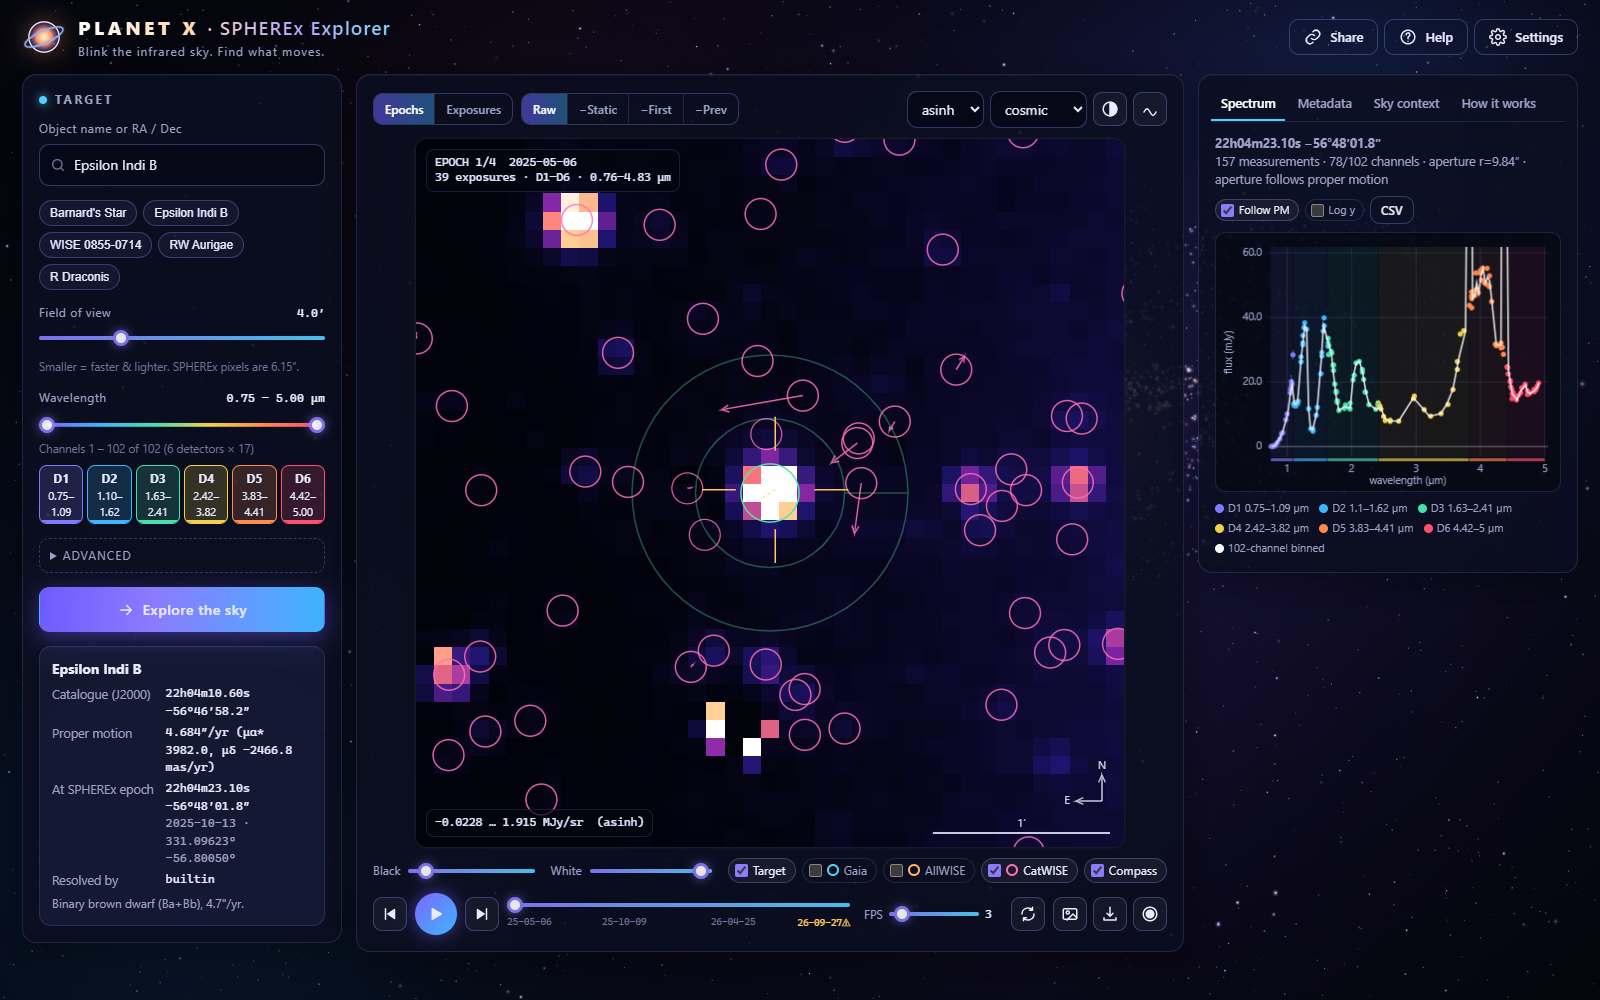 PLANET X · SPHEREx Explorer
Blink the infrared sky. Find what moves.
Share
Help
Settings
TARGET
Object name or RA / Dec
Epsilon Indi B
Barnard's Star
Epsilon Indi B
WISE 0855-0714
RW Aurigae
R Draconis
Field of view
4.0′
Smaller = faster & lighter. SPHEREx pixels are 6.15″.
Wavelength
0.75 – 5.00 µm
Channels 1 – 102 of 102 (6 detectors × 17)
D1
0.75–
1.09
D2
1.10–
1.62
D3
1.63–
2.41
D4
2.42–
3.82
D5
3.83–
4.41
D6
4.42–
5.00
▶ ADVANCED
→ Explore the sky
Epsilon Indi B
Catalogue (J2000)
22h04m10.60s
−56°46′58.2″
Proper motion
4.684″/yr (µα*
3982.0, µδ −2466.8
mas/yr)
At SPHEREx epoch
22h04m23.10s
−56°48′01.8″
2025-10-13 ·
331.09623°
−56.80050°
Resolved by
builtin
Binary brown dwarf (Ba+Bb), 4.7″/yr.
Epochs
Exposures
Raw
−Static
−First
−Prev
asinh
cosmic
EPOCH 1/4 2025-05-06
39 exposures · D1–D6 · 0.76–4.83 µm
N
E
1′
−0.0228 … 1.915 MJy/sr (asinh)
Black
White
Target
Gaia
AllWISE
CatWISE
Compass
25-05-06
25-10-09
26-04-25
26-09-27⚠
FPS
3
Spectrum
Metadata
Sky context
How it works
22h04m23.10s −56°48′01.8″
157 measurements · 78/102 channels · aperture r=9.84″ ·
aperture follows proper motion
Follow PM
Log y
CSV
60.0
40.0
20.0
0
flux (mJy)
1
2
3
4
5
wavelength (µm)
D1 0.75–1.09 µm
D2 1.1–1.62 µm
D3 1.63–2.41 µm
D4 2.42–3.82 µm
D5 3.83–4.41 µm
D6 4.42–5 µm
102-channel binned